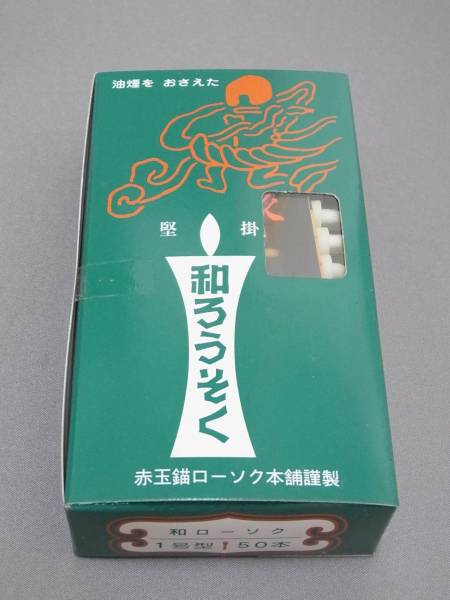 油煙を おさえた
堅 掛
和ろうそく
赤玉錨ローソク本舗謹製
和ローソク
1号型 50本